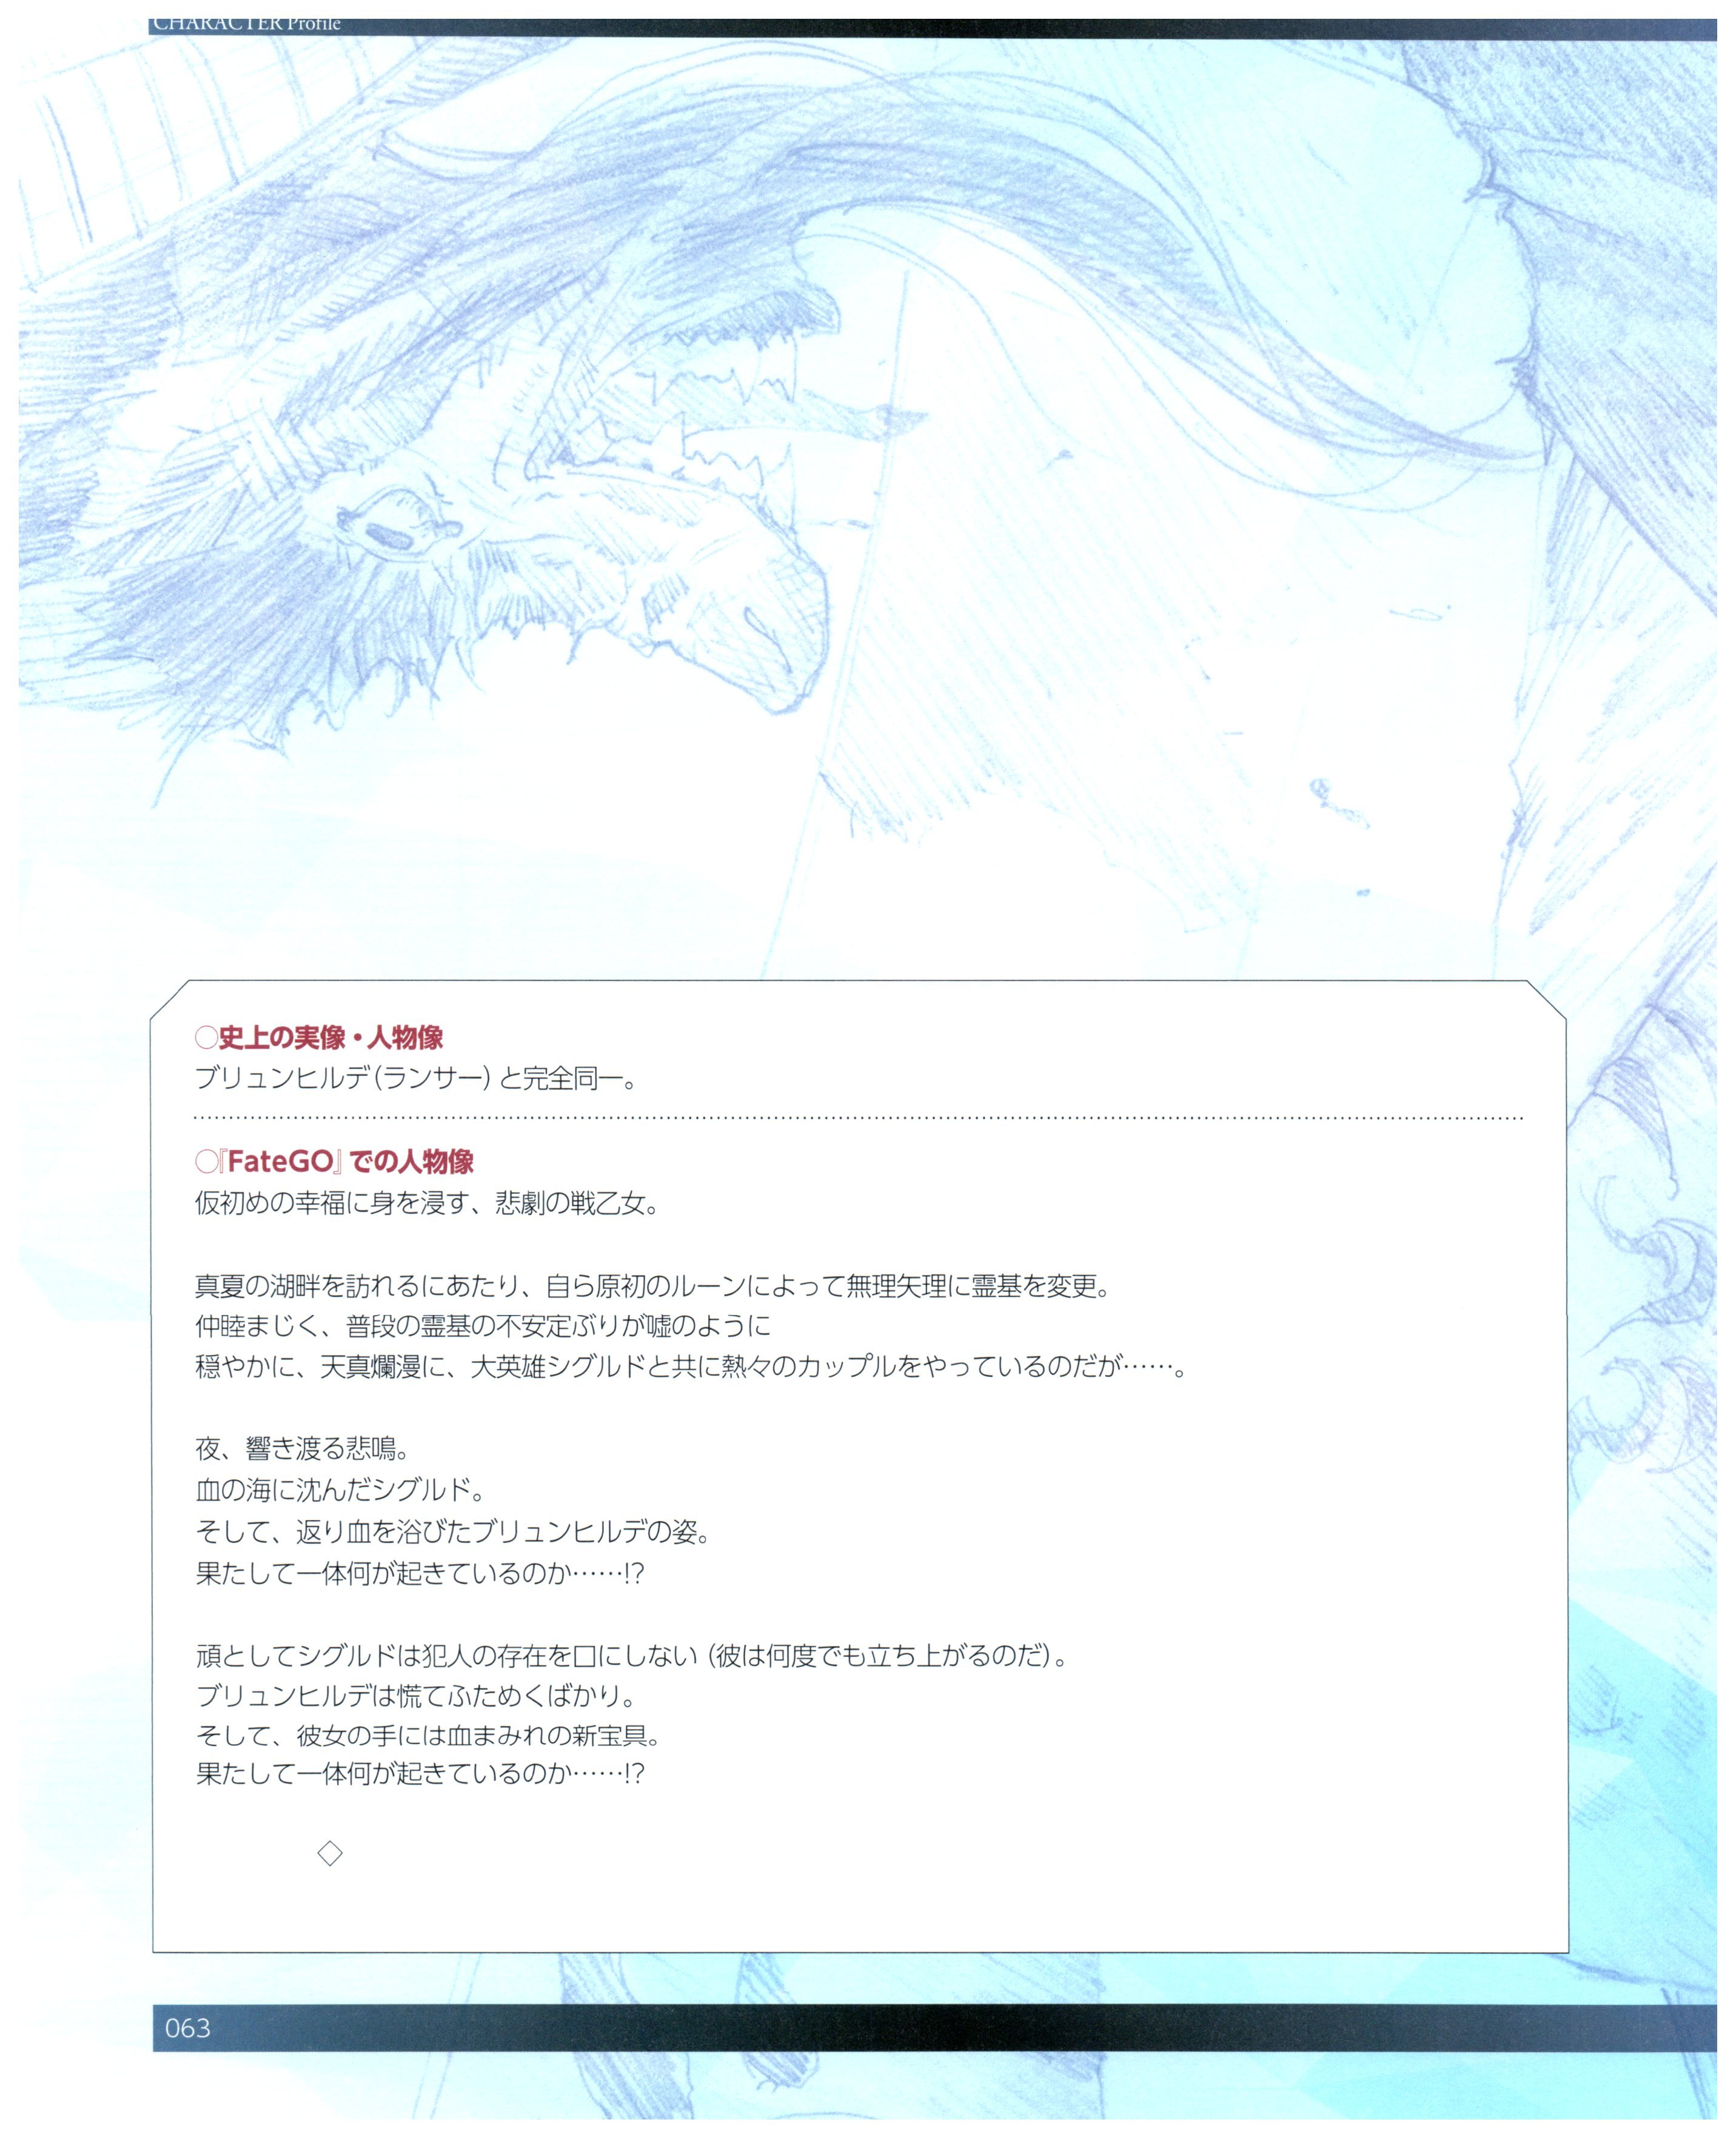 CHARACTER Profile
○史上の実像・人物像
ブリュンヒルデ(ランサー)と完全同一。
○『FateGO』での人物像
仮初めの幸福に身を浸す、悲劇の戦乙女。
真夏の湖畔を訪れるにあたり、自ら原初のルーンによって無理矢理に霊基を変更。
仲睦まじく、普段の霊基の不安定ぶりが嘘のように
穏やかに、天真爛漫に、大英雄シグルドと共に熱々のカップルをやっているのだが……。
夜、響き渡る悲鳴。
血の海に沈んだシグルド。
そして、返り血を浴びたブリュンヒルデの姿。
果たして一体何が起きているのか……!?
頑としてシグルドは犯人の存在を口にしない(彼は何度でも立ち上がるのだ)。
ブリュンヒルデは慌てふためくばかり。
そして、彼女の手には血まみれの新宝具。
果たして一体何が起きているのか……!?
◇
063